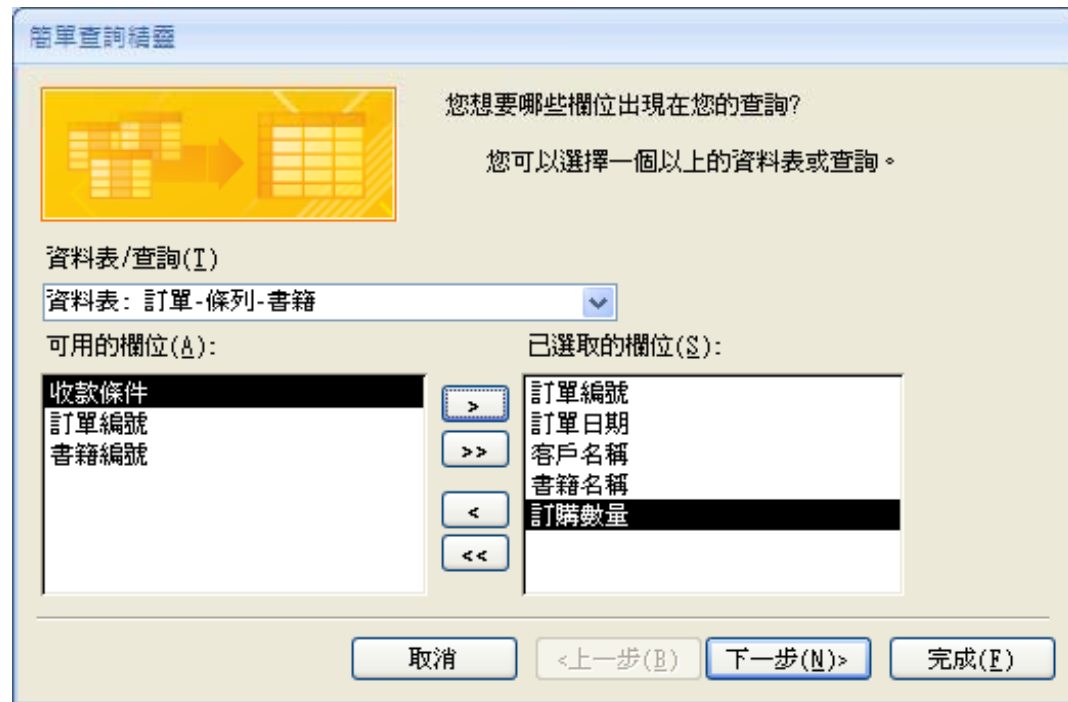 簡單查詢精靈
您想要哪些欄位出現在您的查詢?
您可以選擇一個以上的資料表或查詢。
資料表/查詢(T)
資料表: 訂單-條列-書籍
可用的欄位(A):
已選取的欄位(S):
收款條件
訂單編號
書籍編號
>
>>
<
<<
訂單編號
訂單日期
客戶名稱
書籍名稱
訂購數量
取消
<上一步(B)
下一步(N)>
完成(F)